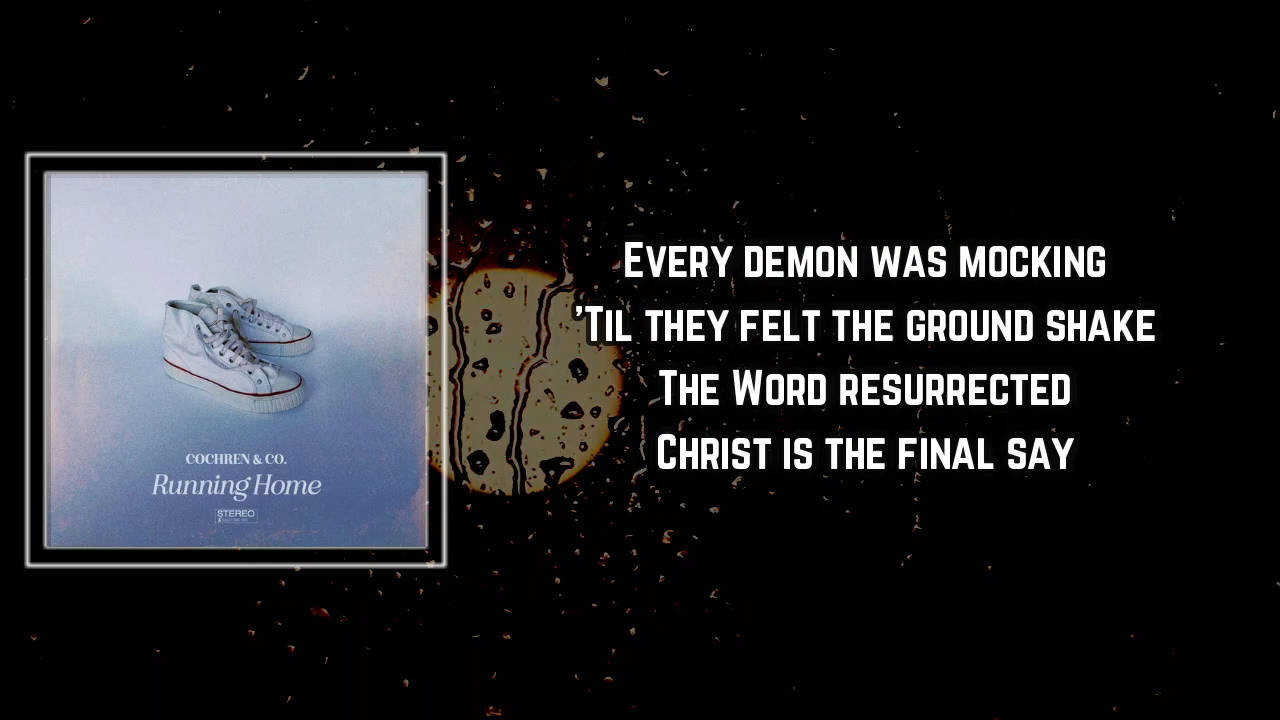 COCHREN & CO.
Running Home
STEREO
Every demon was mocking
'Til they felt the ground shake
The Word resurrected
Christ is the final say